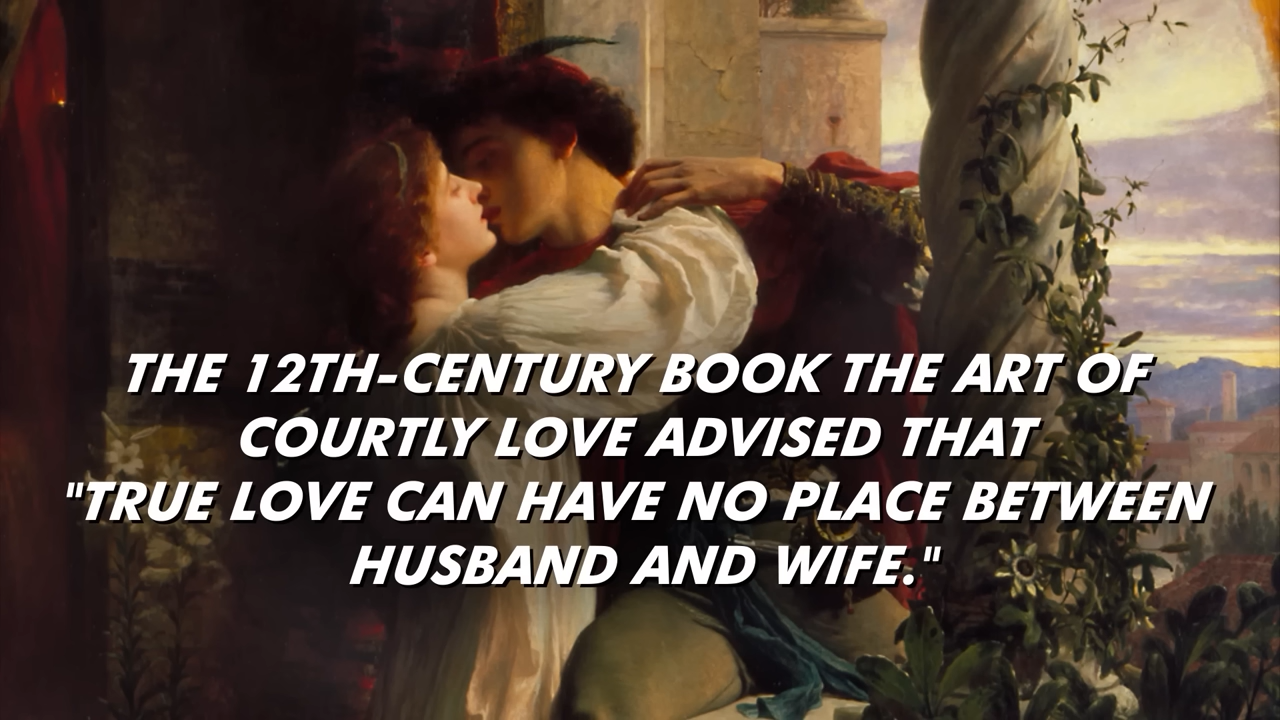 THE 12TH-CENTURY BOOK THE ART OF
COURTLY LOVE ADVISED THAT
"TRUE LOVE CAN HAVE NO PLACE BETWEEN
HUSBAND AND WIFE."